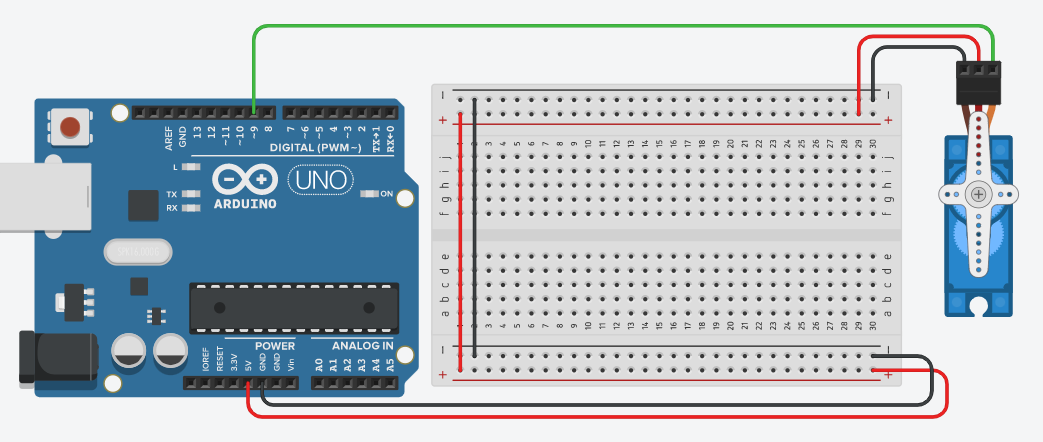 AREF
GND
13
12
~11
~10
~9
8
7
~6
~5
4
~3
2
TX→1
RX←0
DIGITAL (PWM~)
L
TX
RX
UNO
ARDUINO
ON
POWER
ANALOG IN
IOREF
RESET
3.3V
5V
GND
GND
Vin
A0
A1
A2
A3
A4
A5
− −
+ +
1 2 3 4 5 6 7 8 9 10 11 12 13 14 15 16 17 18 19 20 21 22 23 24 25 26 27 28 29 30
j j
i i
h h
g g
f f
e e
d d
c c
b b
a a
1 2 3 4 5 6 7 8 9 10 11 12 13 14 15 16 17 18 19 20 21 22 23 24 25 26 27 28 29 30
− −
+ +